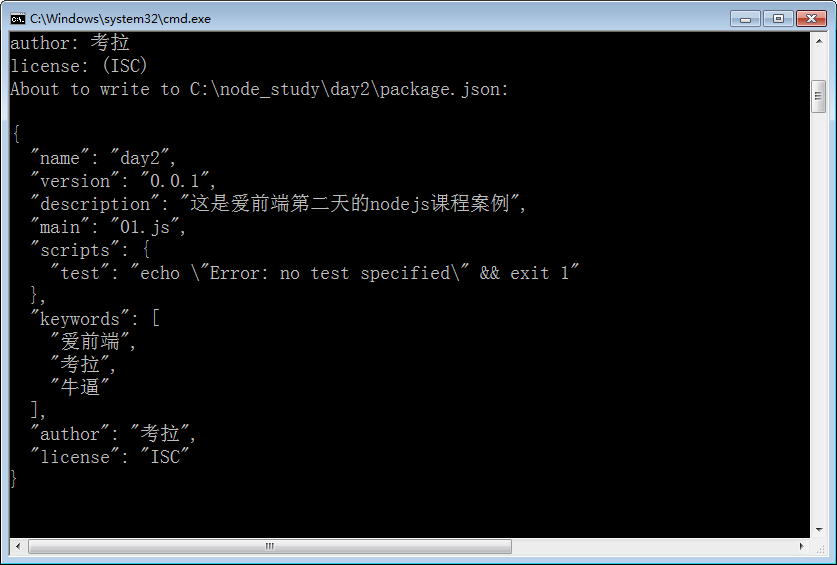 C:\Windows\system32\cmd.exe
author: 考拉
license: (ISC)
About to write to C:\node_study\day2\package.json:
{
  "name": "day2",
  "version": "0.0.1",
  "description": "这是爱前端第二天的nodejs课程案例",
  "main": "01.js",
  "scripts": {
    "test": "echo \"Error: no test specified\" && exit 1"
  },
  "keywords": [
    "爱前端",
    "考拉",
    "牛逼"
  ],
  "author": "考拉",
  "license": "ISC"
}